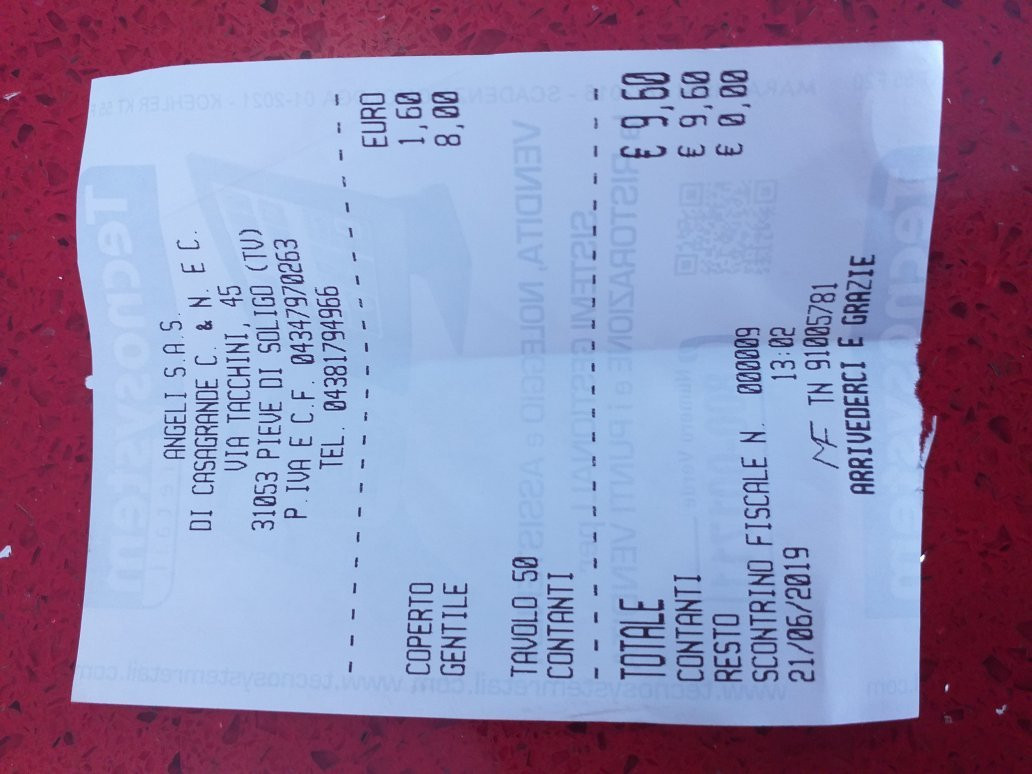 ANGELI S.A.S.
DI CASAGRANDE C. & N. E C.
VIA TACCHINI, 45
31053 PIEVE DI SOLIGO (TV)
P.IVA E C.F. 04347970263
TEL. 04381794966
EURO
COPERTO 1,60
GENTILE 8,00
TAVOLO 50
CONTANTI
TOTALE € 9,60
CONTANTI € 9,60
RESTO € 0,00
SCONTRINO FISCALE N. 000009
21/06/2019 13:02
MF TN 91005781
ARRIVEDERCI E GRAZIE